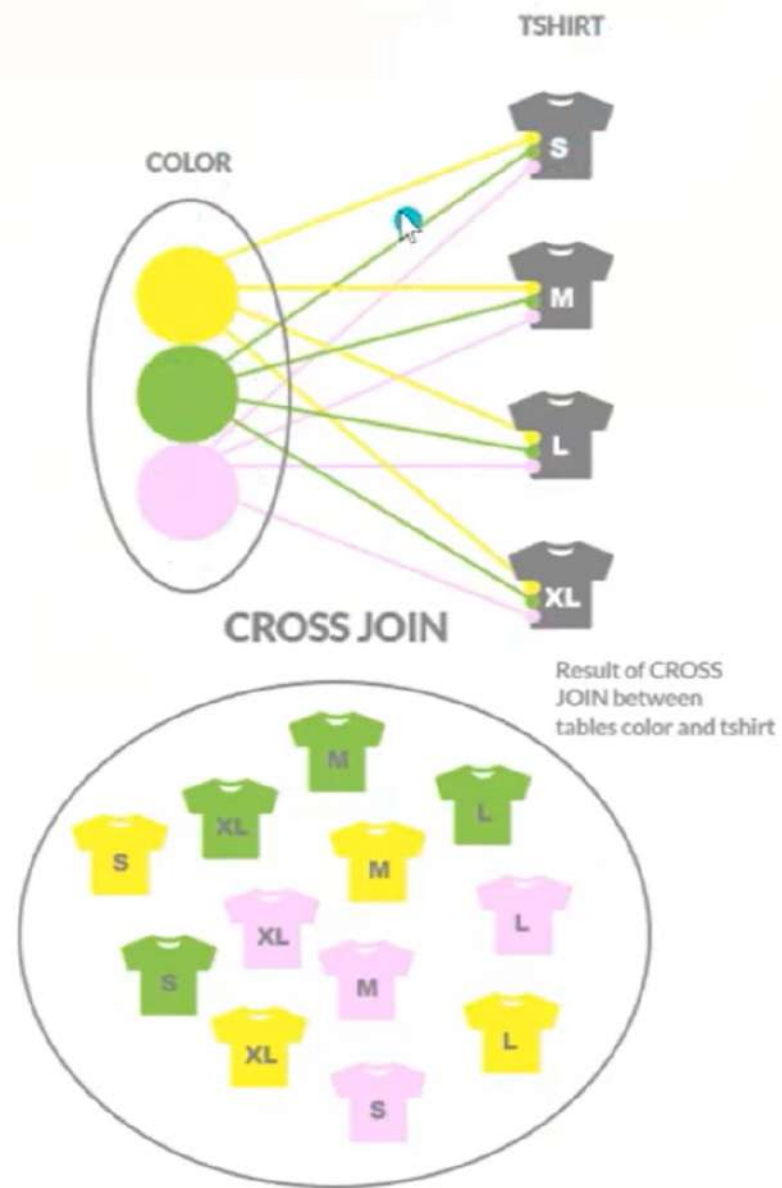 TSHIRT
S
COLOR
M
L
XL
CROSS JOIN
Result of CROSS
JOIN between
tables color and tshirt
M
L
XL
S
M
L
XL
S
M
L
XL
S